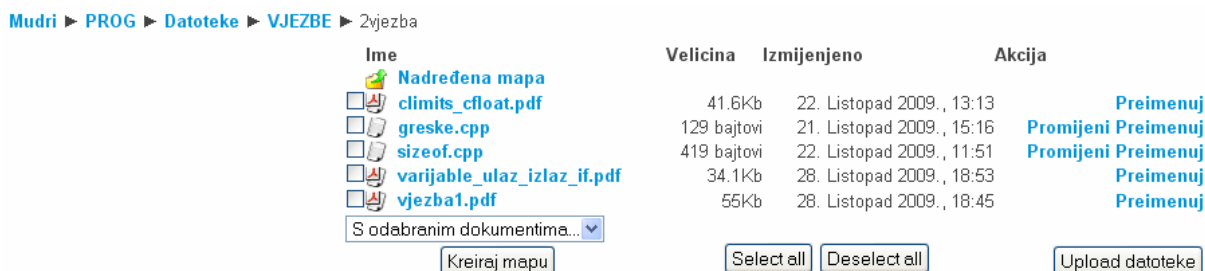 Mudri ► PROG ► Datoteke ► VJEZBE ► 2vjezba
Ime Velicina Izmijenjeno Akcija
Nadređena mapa
climits_cfloat.pdf 41.6Kb 22. Listopad 2009., 13:13 Preimenuj
greske.cpp 129 bajtovi 21. Listopad 2009., 15:16 Promijeni Preimenuj
sizeof.cpp 419 bajtovi 22. Listopad 2009., 11:51 Promijeni Preimenuj
varijable_ulaz_izlaz_if.pdf 34.1Kb 28. Listopad 2009., 18:53 Preimenuj
vjezba1.pdf 55Kb 28. Listopad 2009., 18:45 Preimenuj
S odabranim dokumentima...
Kreiraj mapu Select all Deselect all Upload datoteke